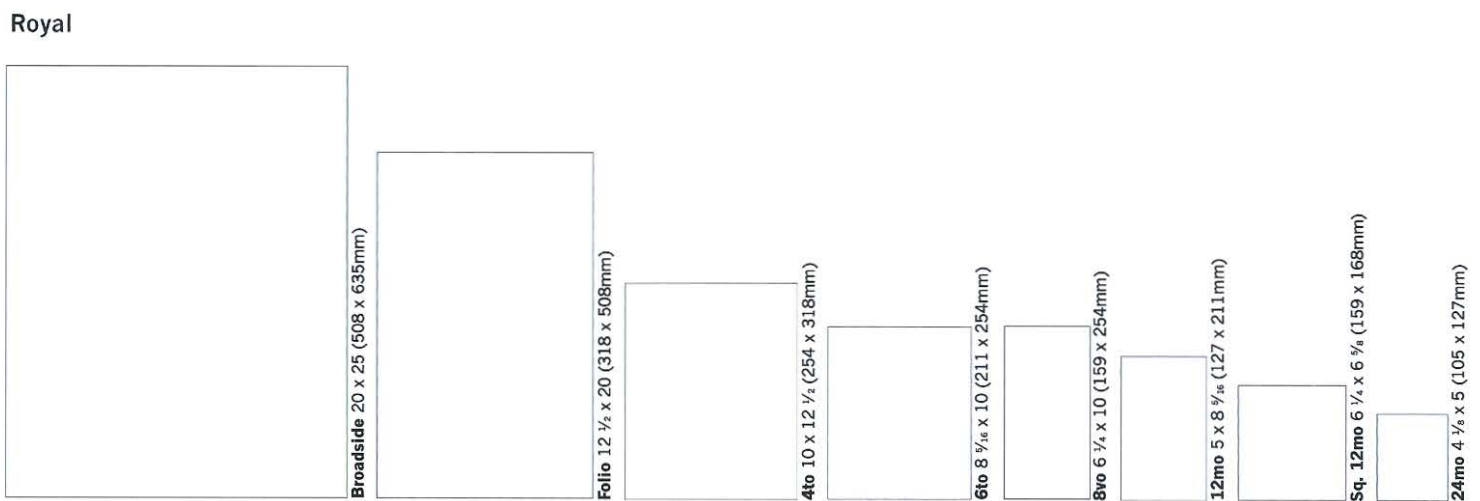 Royal
Broadside 20 x 25 (508 x 635mm)
Folio 12 ½ x 20 (318 x 508mm)
4to 10 x 12 ½ (254 x 318mm)
6to 8 5⁄16 x 10 (211 x 254mm)
8vo 6 ¼ x 10 (159 x 254mm)
12mo 5 x 8 5⁄16 (127 x 211mm)
Sq. 12mo 6 ¼ x 6 ⅝ (159 x 168mm)
24mo 4 ⅛ x 5 (105 x 127mm)